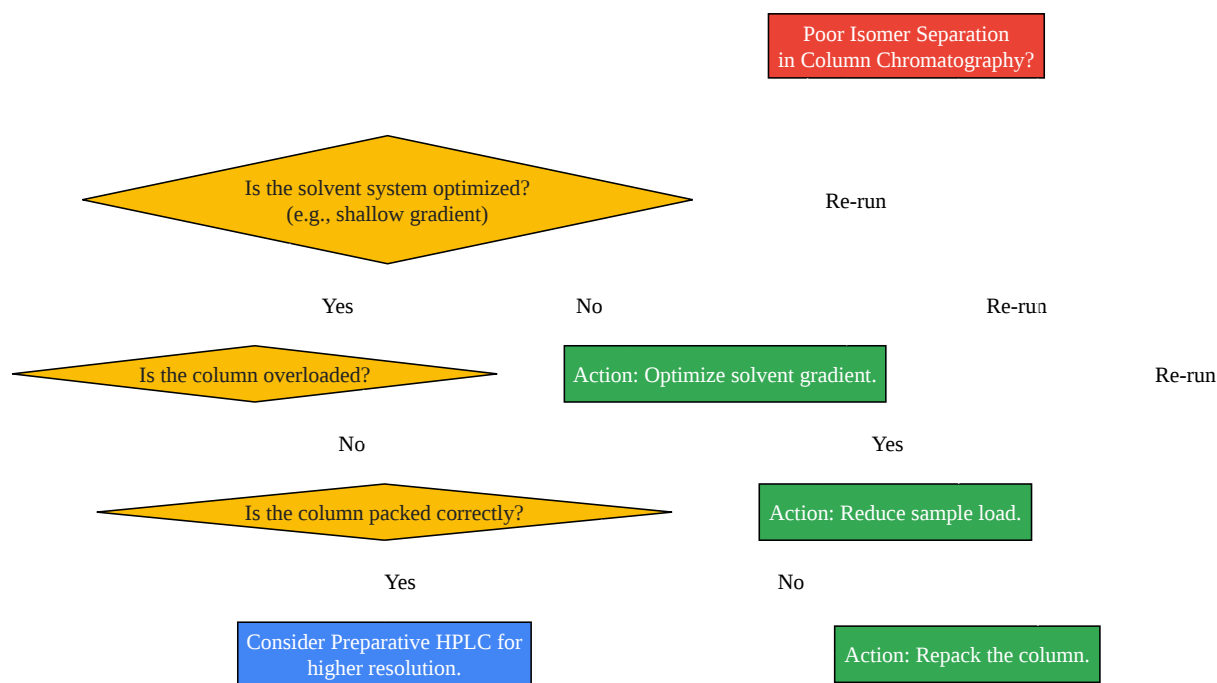 Poor Isomer Separation
in Column Chromatography?
Is the solvent system optimized?
(e.g., shallow gradient)
Re-run
Yes
No
Re-run
Is the column overloaded?
Action: Optimize solvent gradient.
Re-run
No
Yes
Is the column packed correctly?
Action: Reduce sample load.
Yes
No
Consider Preparative HPLC for
higher resolution.
Action: Repack the column.